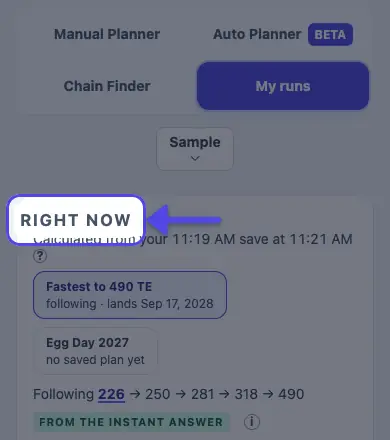 Manual Planner
Auto Planner BETA
Chain Finder
My runs
Sample
RIGHT NOW
Calculated from your 11:19 AM save at 11:21 AM
?
Fastest to 490 TE
following · lands Sep 17, 2028
Egg Day 2027
no saved plan yet
Following 226 → 250 → 281 → 318 → 490
FROM THE INSTANT ANSWER i